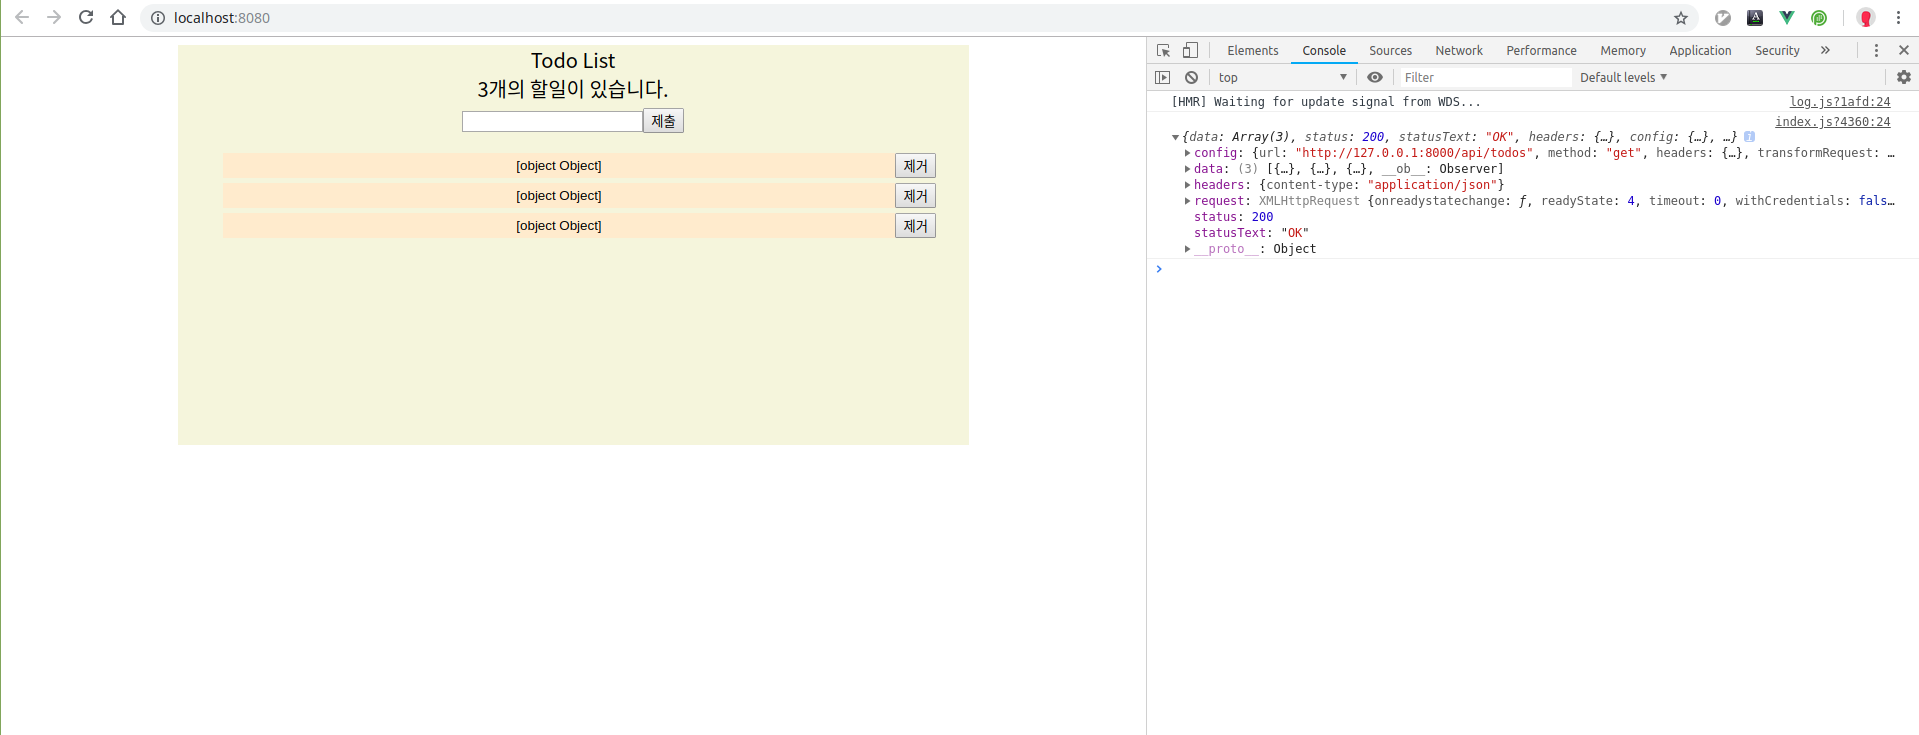 localhost:8080
Todo List
3개의 할일이 있습니다.
제출
[object Object] 제거
[object Object] 제거
[object Object] 제거
Elements Console Sources Network Performance Memory Application Security »
top Filter Default levels
[HMR] Waiting for update signal from WDS... log.js?1afd:24
index.js?4360:24
{data: Array(3), status: 200, statusText: "OK", headers: {…}, config: {…}, …} i
config: {url: "http://127.0.0.1:8000/api/todos", method: "get", headers: {…}, transformRequest: …
data: (3) [{…}, {…}, {…}, __ob__: Observer]
headers: {content-type: "application/json"}
request: XMLHttpRequest {onreadystatechange: ƒ, readyState: 4, timeout: 0, withCredentials: fals…
status: 200
statusText: "OK"
__proto__: Object